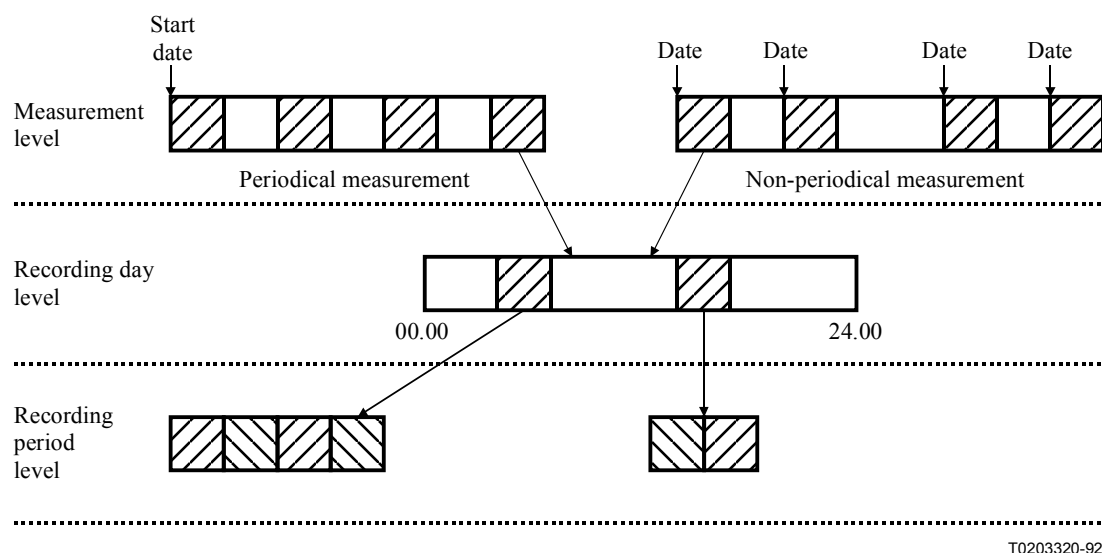 Start
date
Date
Date
Date
Date
Measurement
level
Periodical measurement
Non-periodical measurement
Recording day
level
00.00
24.00
Recording
period
level
T0203320-92